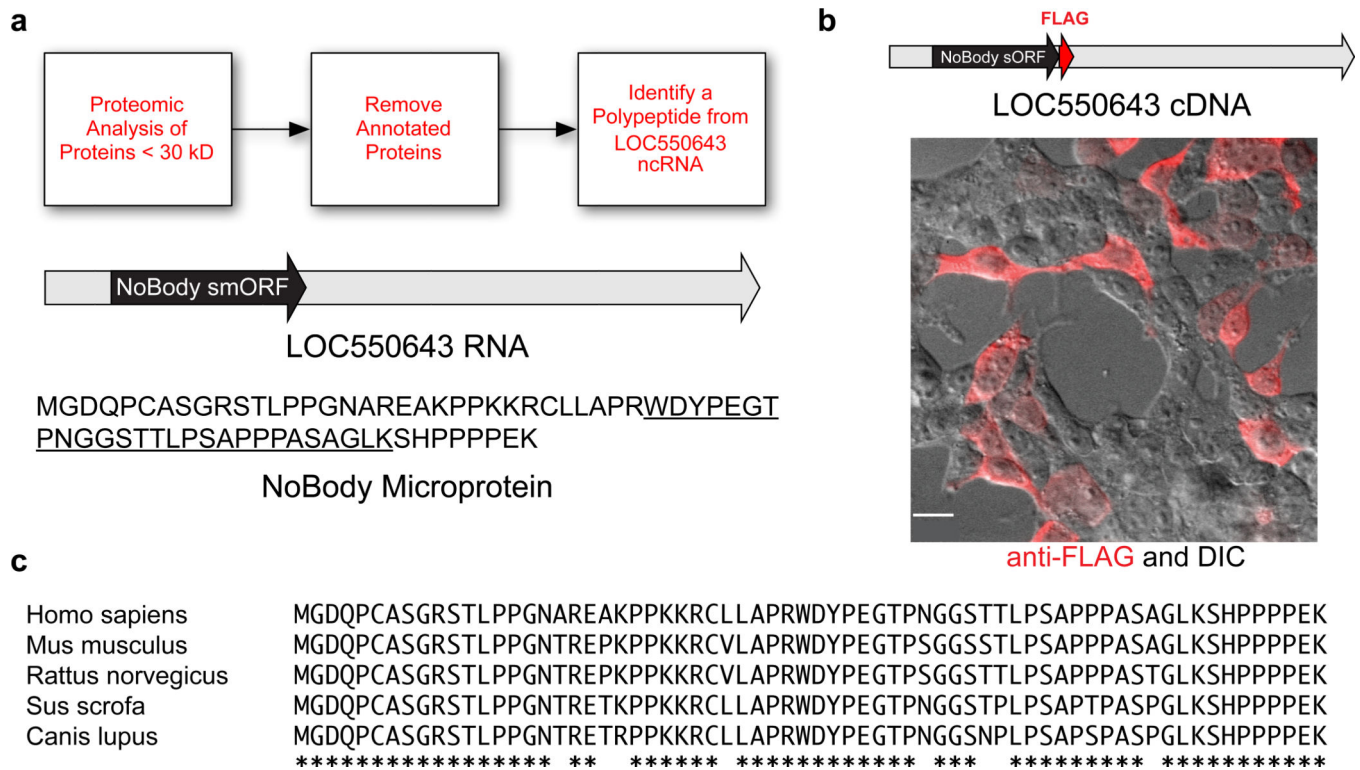 a
Proteomic
Analysis of
Proteins < 30 kD
Remove
Annotated
Proteins
Identify a
Polypeptide from
LOC550643
ncRNA
NoBody smORF
LOC550643 RNA
MGDQPCASGRSTLPPGNAREAKPPKKRCLLAPRWDYPEGT
PNGGSTTLPSAPPPASAGLKSHPPPPEK
NoBody Microprotein
b
FLAG
NoBody sORF
LOC550643 cDNA
anti-FLAG and DIC
c
Homo sapiens MGDQPCASGRSTLPPGNAREAKPPKKRCLLAPRWDYPEGTPNGGSTTLPSAPPPASAGLKSHPPPPEK
Mus musculus MGDQPCASGRSTLPPGNTREPKPPKKRCVLAPRWDYPEGTPSGGSSTLPSAPPPASAGLKSHPPPPEK
Rattus norvegicus MGDQPCASGRSTLPPGNTREPKPPKKRCVLAPRWDYPEGTPSGGSTTLPSAPPPASTGLKSHPPPPEK
Sus scrofa MGDQPCASGRSTLPPGNTRETKPPKKRCLLAPRWDYPEGTPNGGSTPLPSAPTPASPGLKSHPPPPEK
Canis lupus MGDQPCASGRSTLPPGNTRETRPPKKRCLLAPRWDYPEGTPNGGSNPLPSAPSPASPGLKSHPPPPEK
***************** **  ****** ************ ***  ********* ***********